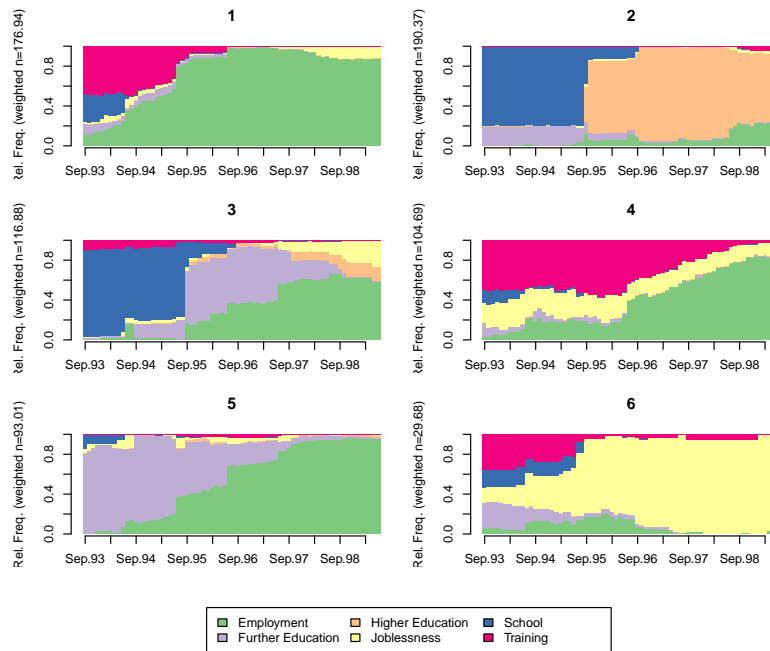 1
Rel. Freq. (weighted n=176.94)
0.0 0.4 0.8
Sep.93 Sep.94 Sep.95 Sep.96 Sep.97 Sep.98
2
Rel. Freq. (weighted n=190.37)
0.0 0.4 0.8
Sep.93 Sep.94 Sep.95 Sep.96 Sep.97 Sep.98
3
Rel. Freq. (weighted n=116.88)
0.0 0.4 0.8
Sep.93 Sep.94 Sep.95 Sep.96 Sep.97 Sep.98
4
Rel. Freq. (weighted n=104.69)
0.0 0.4 0.8
Sep.93 Sep.94 Sep.95 Sep.96 Sep.97 Sep.98
5
Rel. Freq. (weighted n=93.01)
0.0 0.4 0.8
Sep.93 Sep.94 Sep.95 Sep.96 Sep.97 Sep.98
6
Rel. Freq. (weighted n=29.68)
0.0 0.4 0.8
Sep.93 Sep.94 Sep.95 Sep.96 Sep.97 Sep.98
Employment Higher Education School
Further Education Joblessness Training